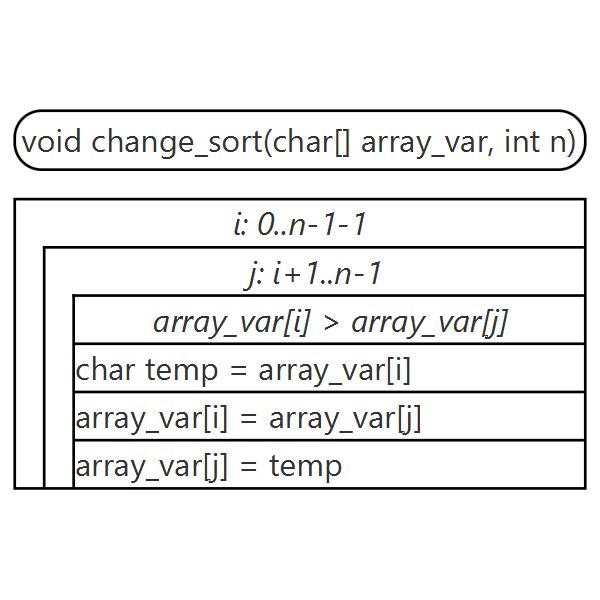 void change_sort(char[] array_var, int n)
i: 0..n-1-1
j: i+1..n-1
array_var[i] > array_var[j]
char temp = array_var[i]
array_var[i] = array_var[j]
array_var[j] = temp